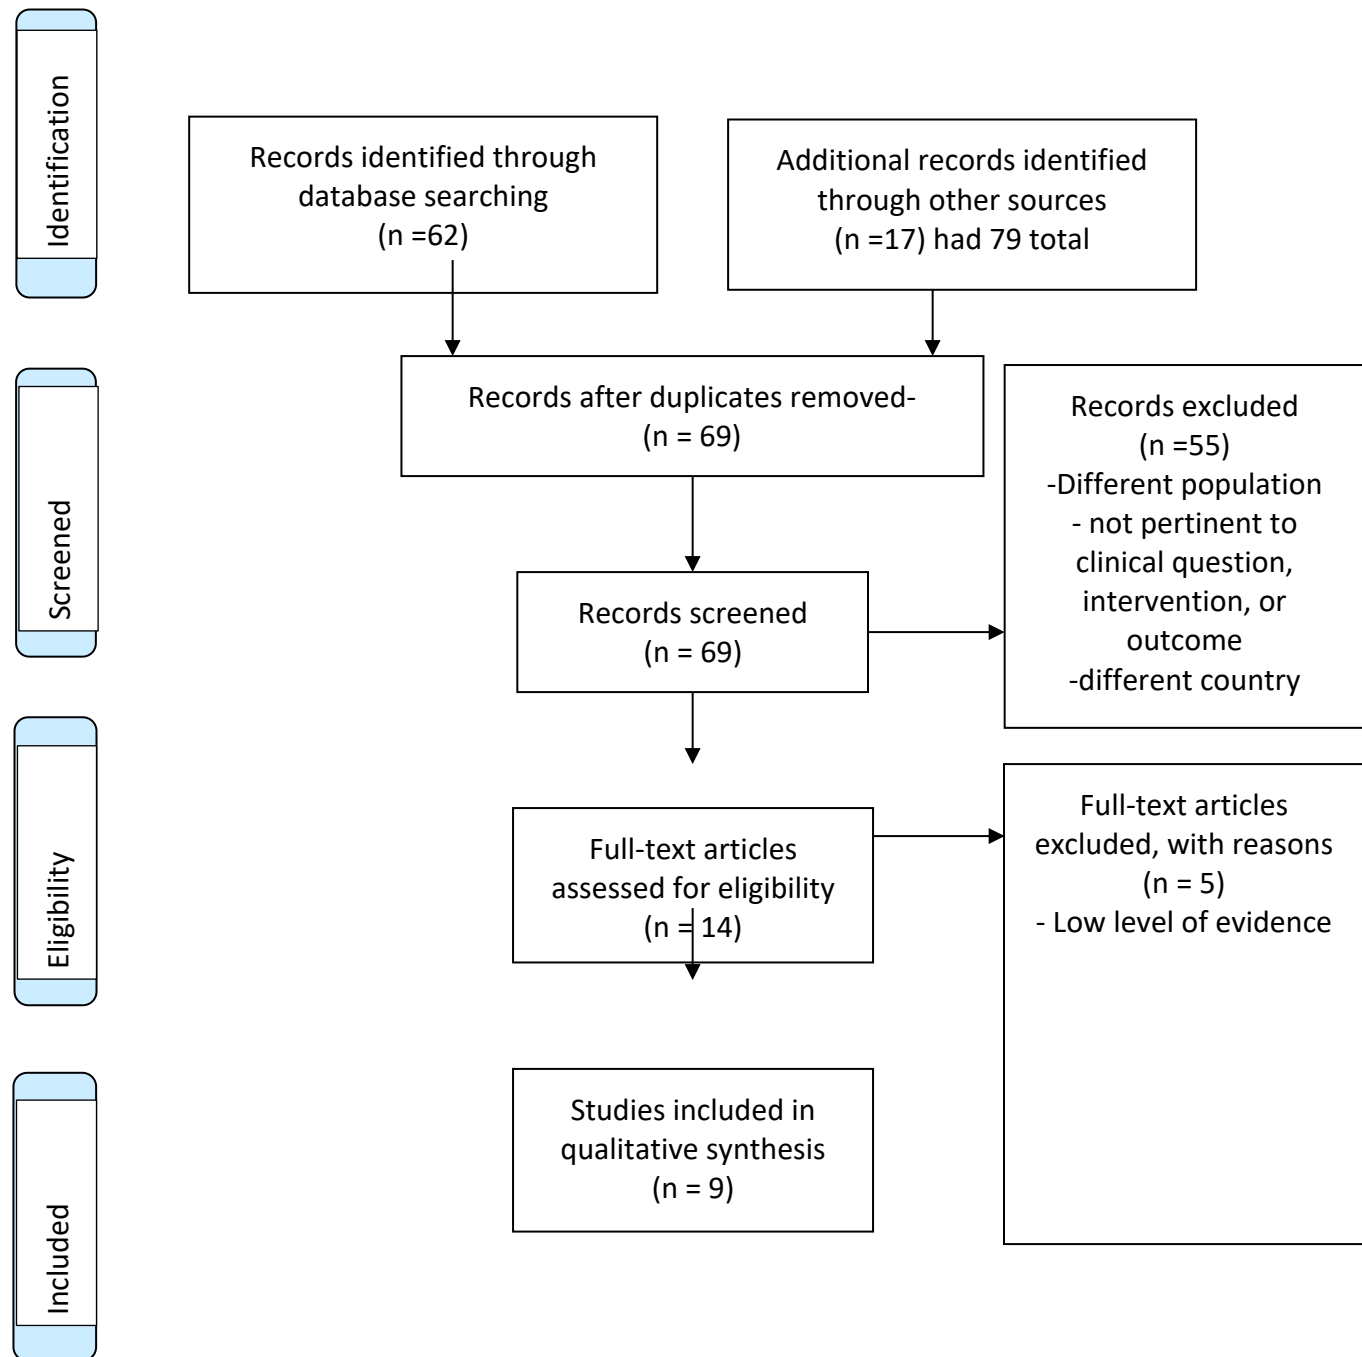 Identification
Records identified through
database searching
(n =62)
Additional records identified
through other sources
(n =17) had 79 total
Screened
Records after duplicates removed-
(n = 69)
Records excluded
(n =55)
-Different population
- not pertinent to
clinical question,
intervention, or
outcome
-different country
Records screened
(n = 69)
Eligibility
Full-text articles
assessed for eligibility
(n = 14)
Full-text articles
excluded, with reasons
(n = 5)
- Low level of evidence
Included
Studies included in
qualitative synthesis
(n = 9)